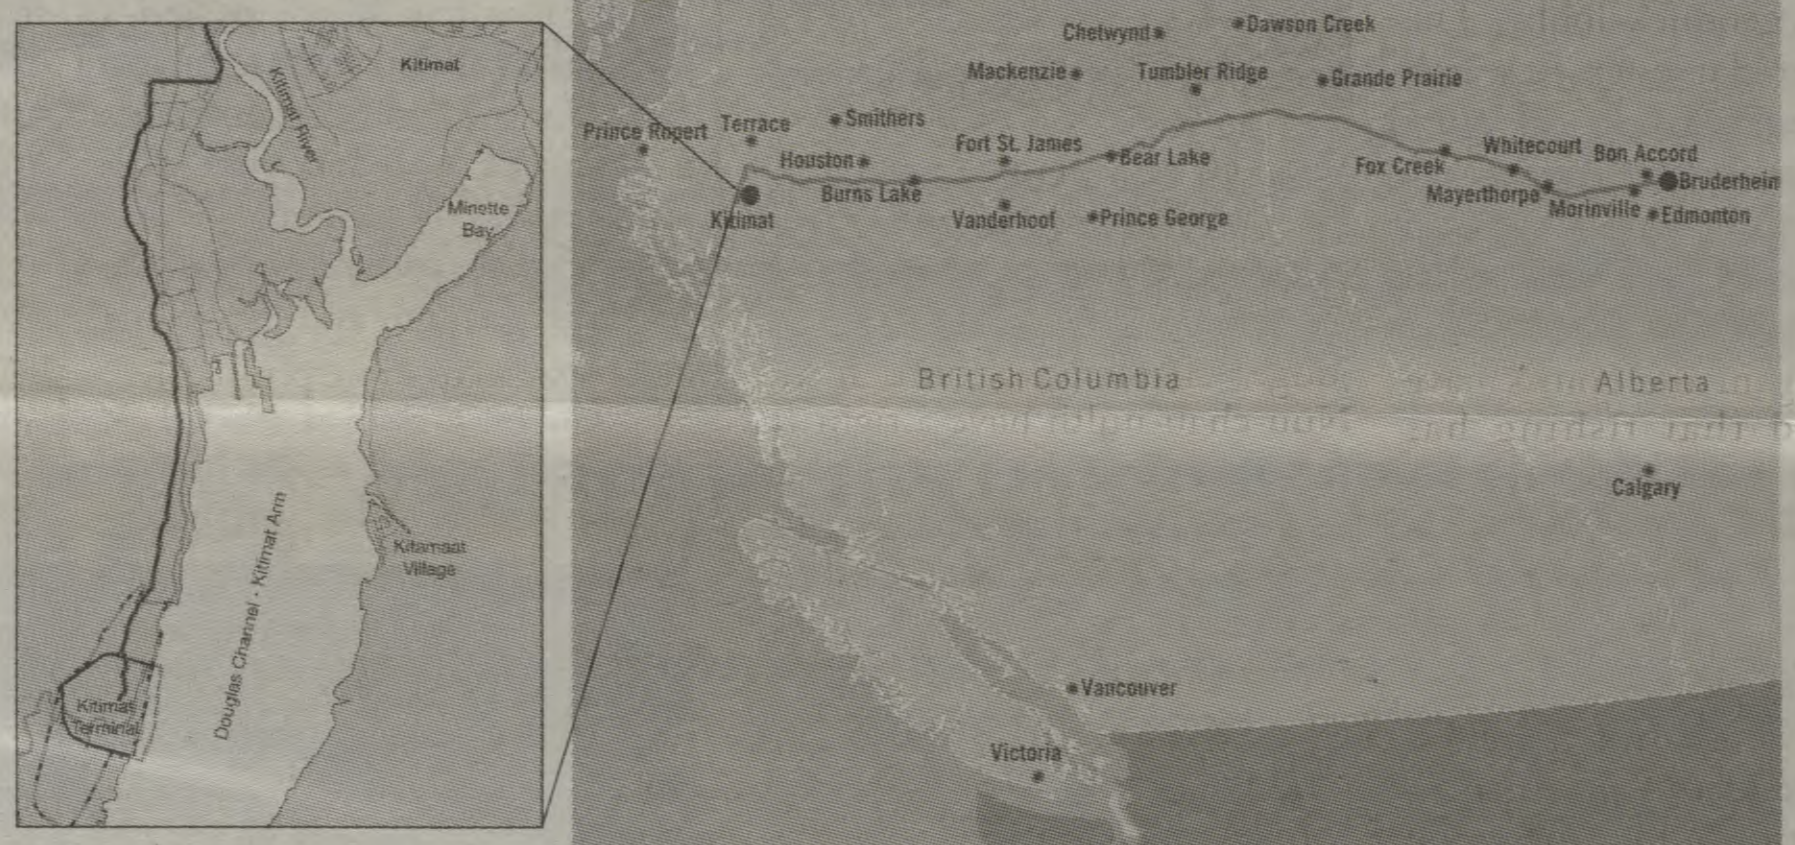 Kitimat
Kitimat River
Minette
Bay
Douglas Channel - Kitimat Arm
Kitamaat
Village
Kitimat
Terminal
Chetwynd
Dawson Creek
Mackenzie
Tumbler Ridge
Grande Prairie
Prince Rupert
Terrace
Smithers
Houston
Fort St. James
Bear Lake
Fox Creek
Whitecourt
Bon Accord
Burns Lake
Bruderheim
Kitimat
Vanderhoof
Prince George
Mayerthorpe
Morinville
Edmonton
British Columbia
Alberta
Calgary
Vancouver
Victoria